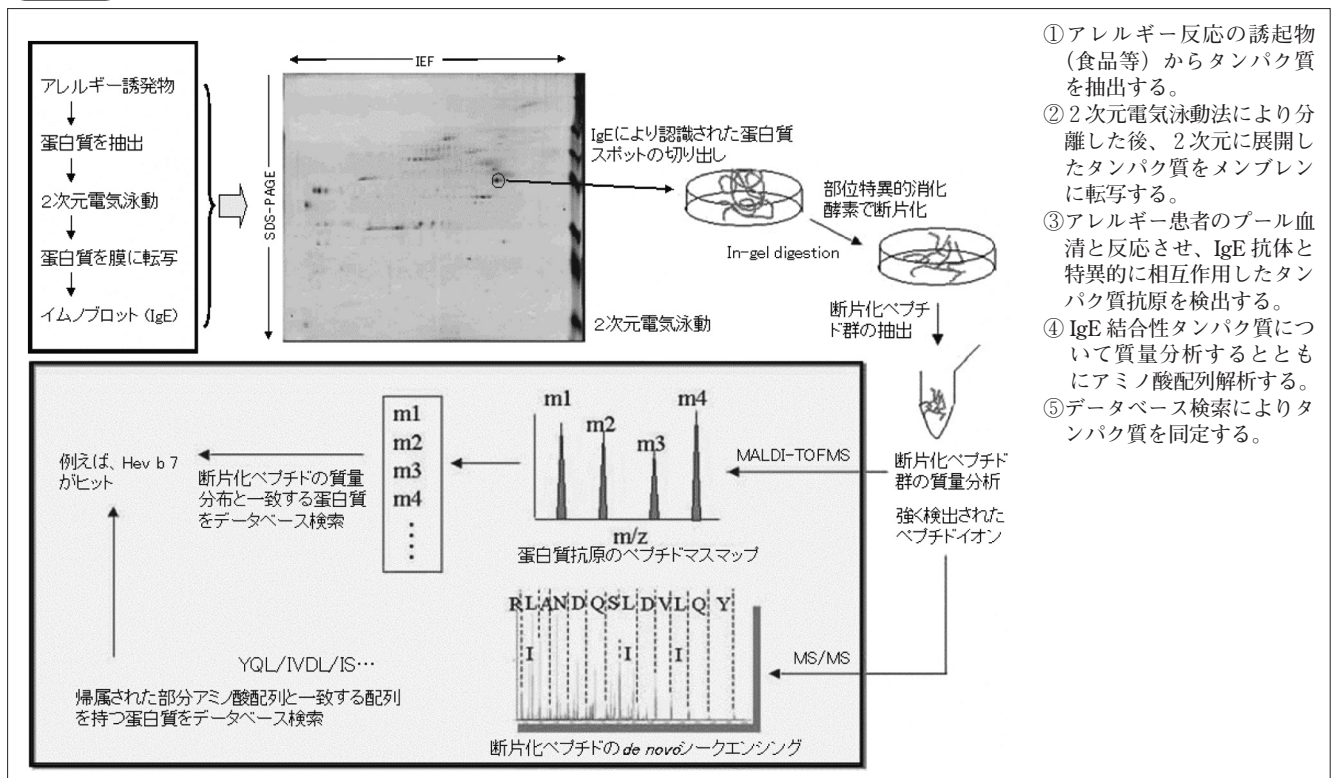 アレルギー誘発物
蛋白質を抽出
2次元電気泳動
蛋白質を膜に転写
イムノブロット (IgE)
IEF
SDS-PAGE
2次元電気泳動
IgEにより認識された蛋白質
スポットの切り出し
部位特異的消化
酵素で断片化
In-gel digestion
断片化ペプチ
ド群の抽出
断片化ペプチド
群の質量分析
強く検出された
ペプチドイオン
MALDI-TOFMS
MS/MS
m1
m2
m3
m4
m/z
蛋白質抗原のペプチドマスマップ
m1
m2
m3
m4
断片化ペプチドの質量
分布と一致する蛋白質
をデータベース検索
例えば、Hev b 7
がヒット
R L A N D Q S L D V L Q Y
I I I
断片化ペプチドのde novoシークエンシング
YQL/IVDL/IS…
帰属された部分アミノ酸配列と一致する配列
を持つ蛋白質をデータベース検索
①アレルギー反応の誘起物
(食品等)からタンパク質
を抽出する。
②2次元電気泳動法により分
離した後、2次元に展開し
たタンパク質をメンブレン
に転写する。
③アレルギー患者のプール血
清と反応させ、IgE 抗体と
特異的に相互作用したタン
パク質抗原を検出する。
④ IgE 結合性タンパク質につ
いて質量分析するととも
にアミノ酸配列解析する。
⑤データベース検索によりタ
ンパク質を同定する。